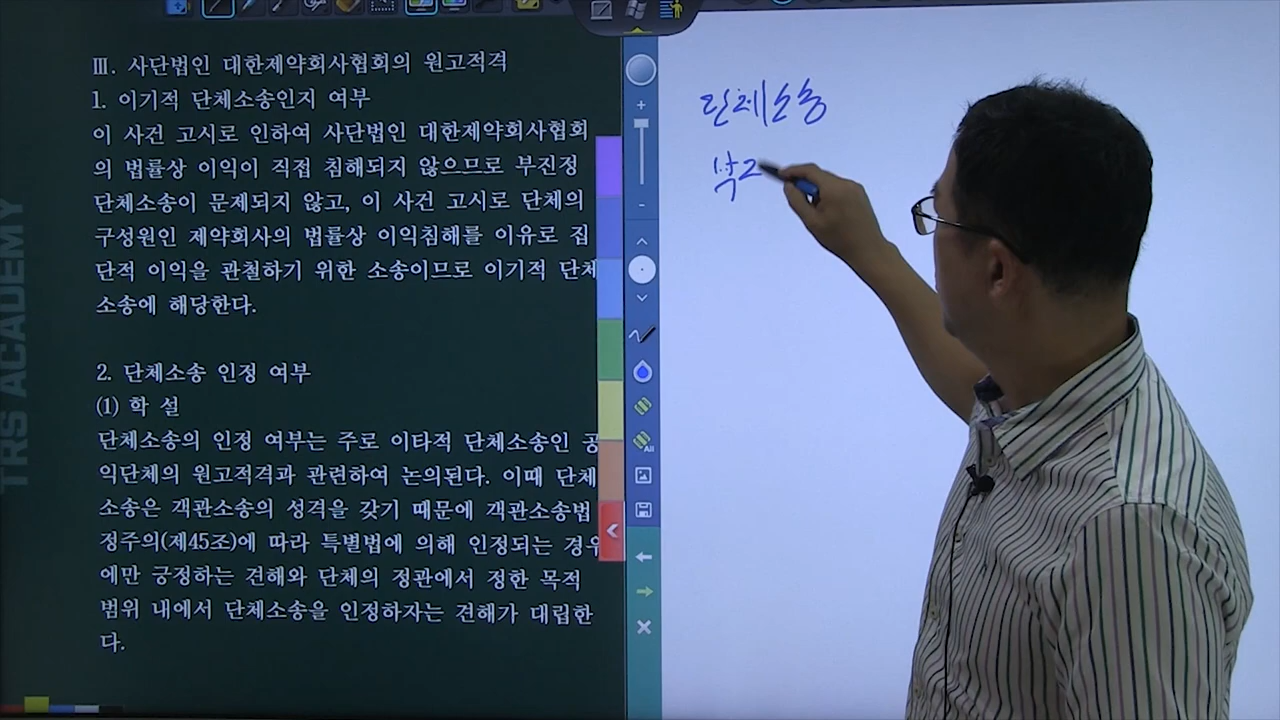 Ⅲ. 사단법인 대한제약회사협회의 원고적격
1. 이기적 단체소송인지 여부
이 사건 고시로 인하여 사단법인 대한제약회사협회
의 법률상 이익이 직접 침해되지 않으므로 부진정
단체소송이 문제되지 않고, 이 사건 고시로 단체의
구성원인 제약회사의 법률상 이익침해를 이유로 집
단적 이익을 관철하기 위한 소송이므로 이기적 단체
소송에 해당한다.
2. 단체소송 인정 여부
(1) 학 설
단체소송의 인정 여부는 주로 이타적 단체소송인 공
익단체의 원고적격과 관련하여 논의된다. 이때 단체
소송은 객관소송의 성격을 갖기 때문에 객관소송법
정주의(제45조)에 따라 특별법에 의해 인정되는 경우
에만 긍정하는 견해와 단체의 정관에서 정한 목적
범위 내에서 단체소송을 인정하자는 견해가 대립한
다.
TRS ACADEMY
All
단체소송